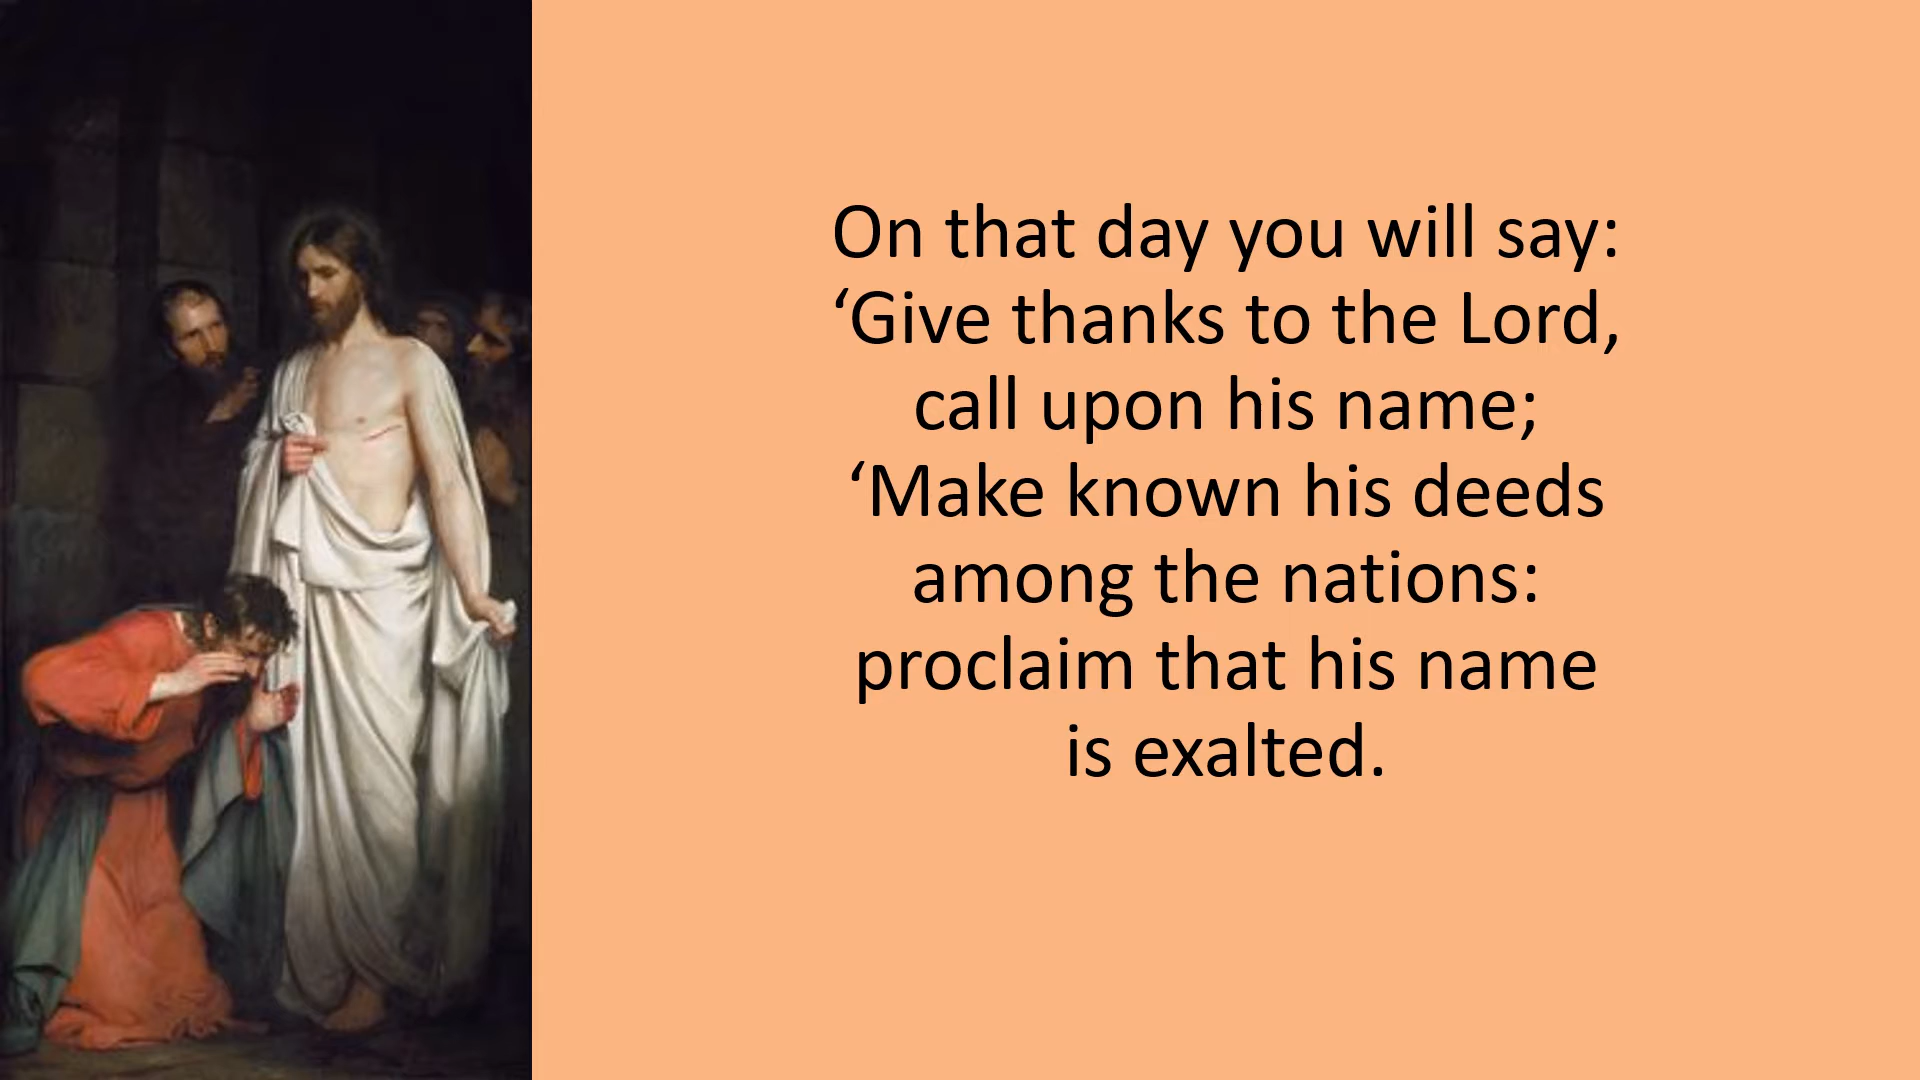 On that day you will say:
‘Give thanks to the Lord,
call upon his name;
‘Make known his deeds
among the nations:
proclaim that his name
is exalted.